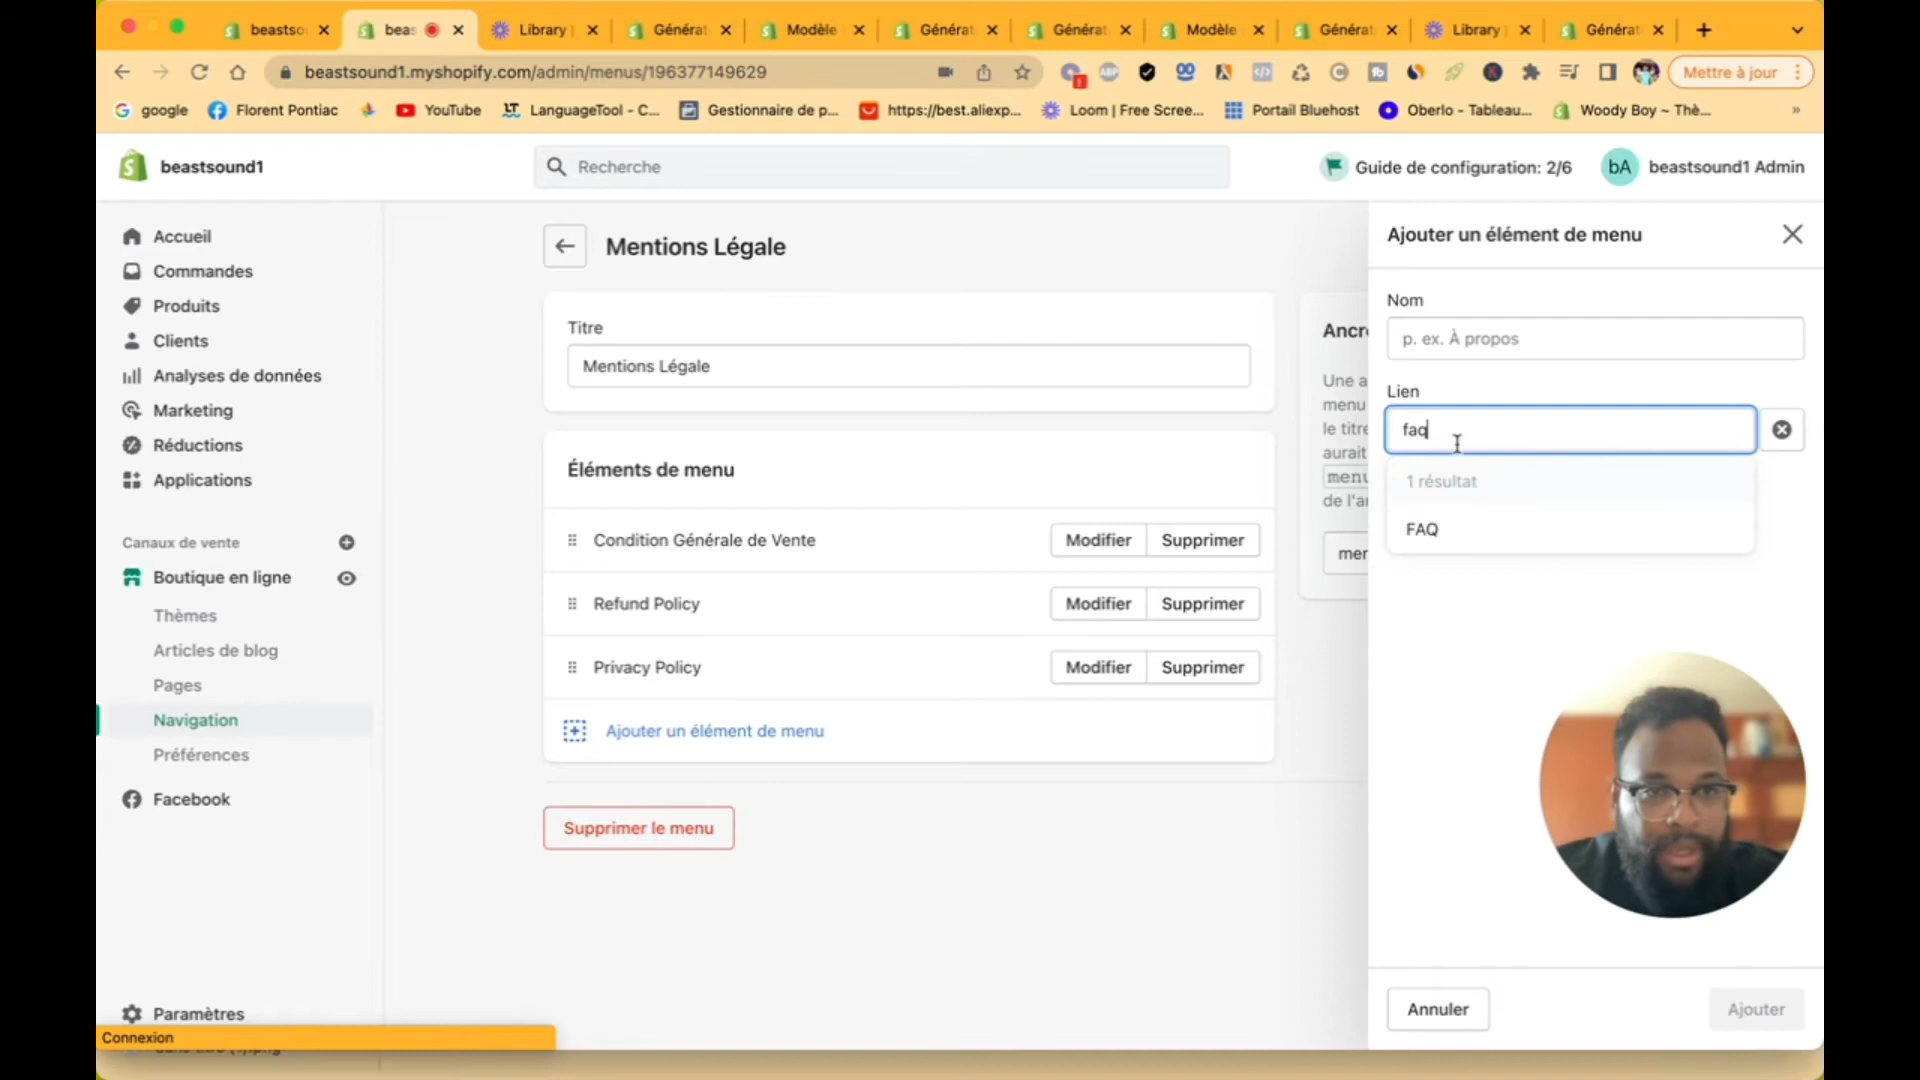 beastso
beas
Library
Générat
Modèle
Générat
Générat
Modèle
Générat
Library
Générat
beastsound1.myshopify.com/admin/menus/196377149629
ABP
Mettre à jour
google
Florent Pontiac
YouTube
LanguageTool - C...
Gestionnaire de p...
https://best.aliexp...
Loom | Free Scree...
Portail Bluehost
Oberlo - Tableau...
Woody Boy ~ Thè...
»
beastsound1
Recherche
Guide de configuration: 2/6
bA
beastsound1 Admin
Accueil
Commandes
Produits
Clients
Analyses de données
Marketing
Réductions
Applications
Canaux de vente
Boutique en ligne
Thèmes
Articles de blog
Pages
Navigation
Préférences
Facebook
Paramètres
Connexion
Mentions Légale
Titre
Mentions Légale
Éléments de menu
Condition Générale de Vente
Modifier
Supprimer
Refund Policy
Modifier
Supprimer
Privacy Policy
Modifier
Supprimer
Ajouter un élément de menu
Supprimer le menu
Ancre
Une a
menu
le titre
aurait
menu
de l'a
mer
Ajouter un élément de menu
Nom
p. ex. À propos
Lien
faq
1 résultat
FAQ
Annuler
Ajouter